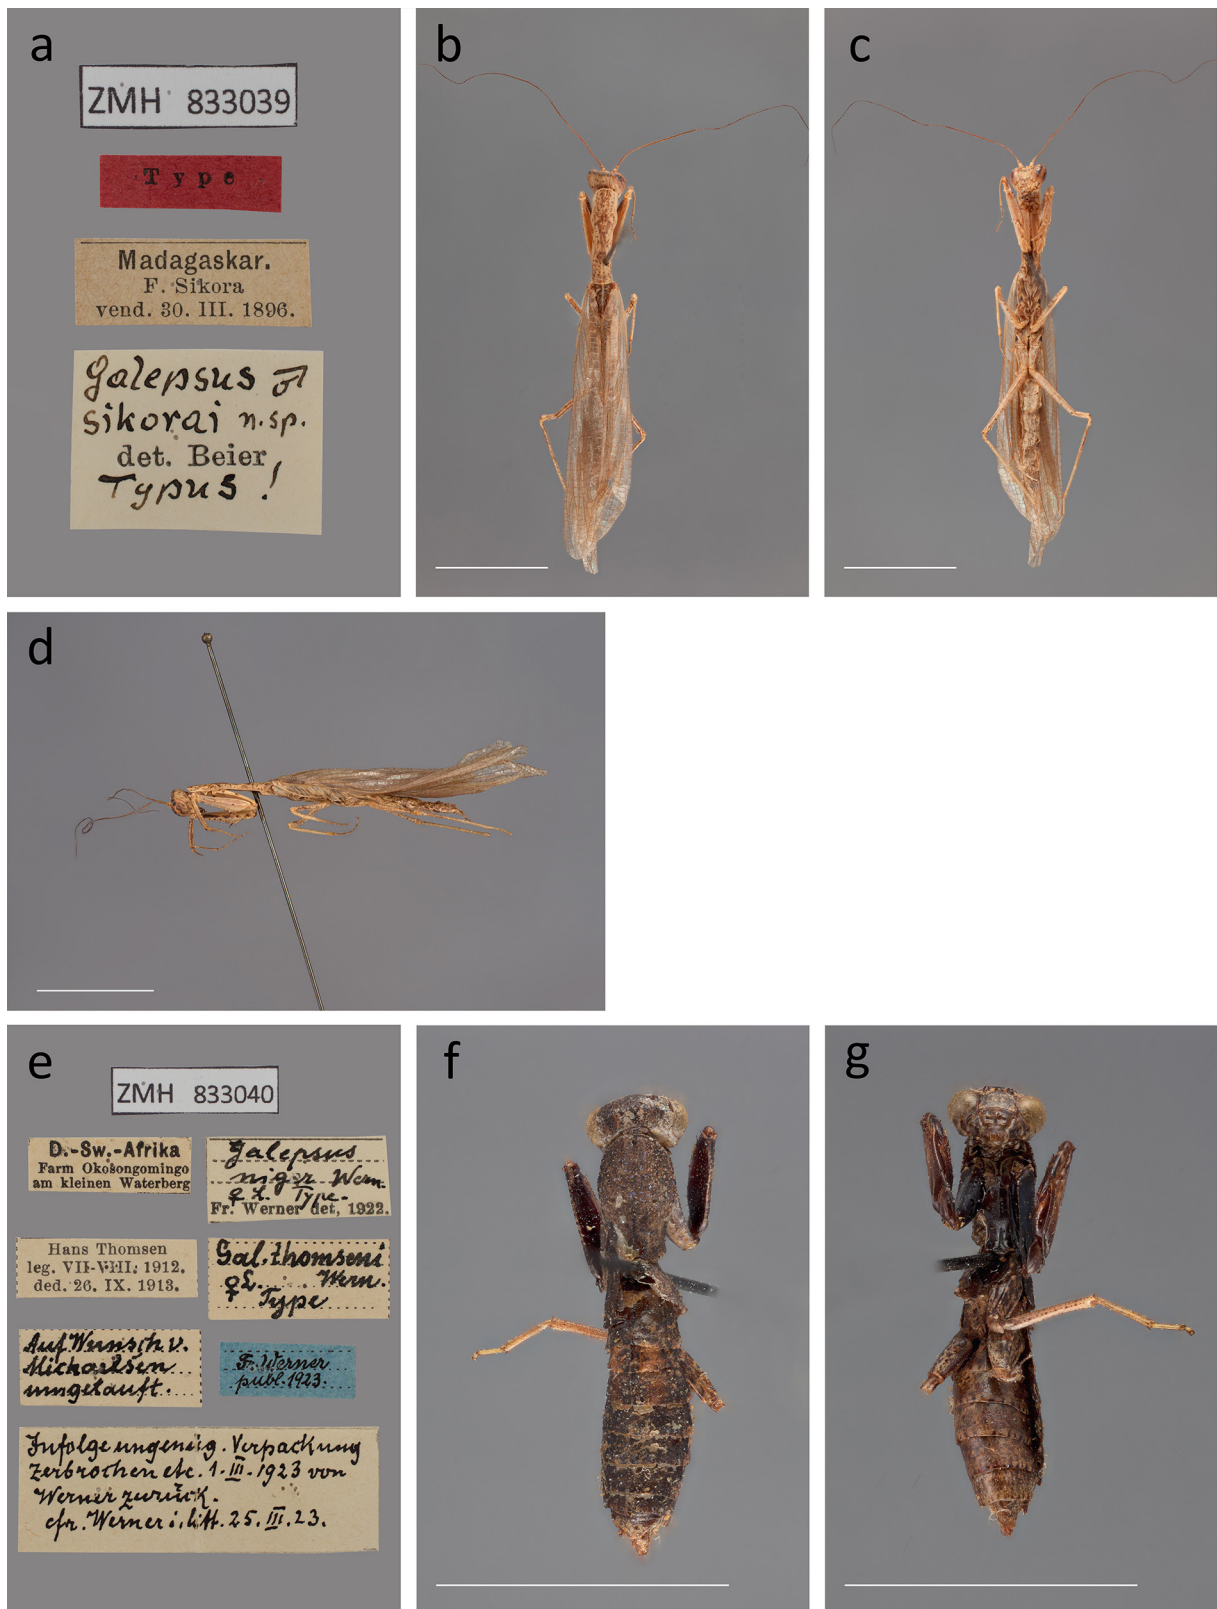 a
ZMH 833039
Type
Madagaskar.
F. Sikora
vend. 30. III. 1896.
Galepsus ♂
sikorai n.sp.
det. Beier
Typus!
b
c
d
e
ZMH 833040
D.-Sw.-Afrika
Farm Okosongomingo
am kleinen Waterberg
Galepsus
niger Wern.
♀ L. Type.
Fr. Werner det, 1922.
Hans Thomsen
leg. VII-VIII. 1912.
ded. 26. IX. 1913.
Gal. thomseni
♀ L. Wern.
Type
Auf Wunsch v.
Michaelsen
umgetauft.
F. Werner
publ. 1923.
Infolge ungenüg. Verpackung
zerbrochen etc. 1. III. 1923 von
Werner zurück.
cfr. Werner i. litt. 25. III. 23.
f
g